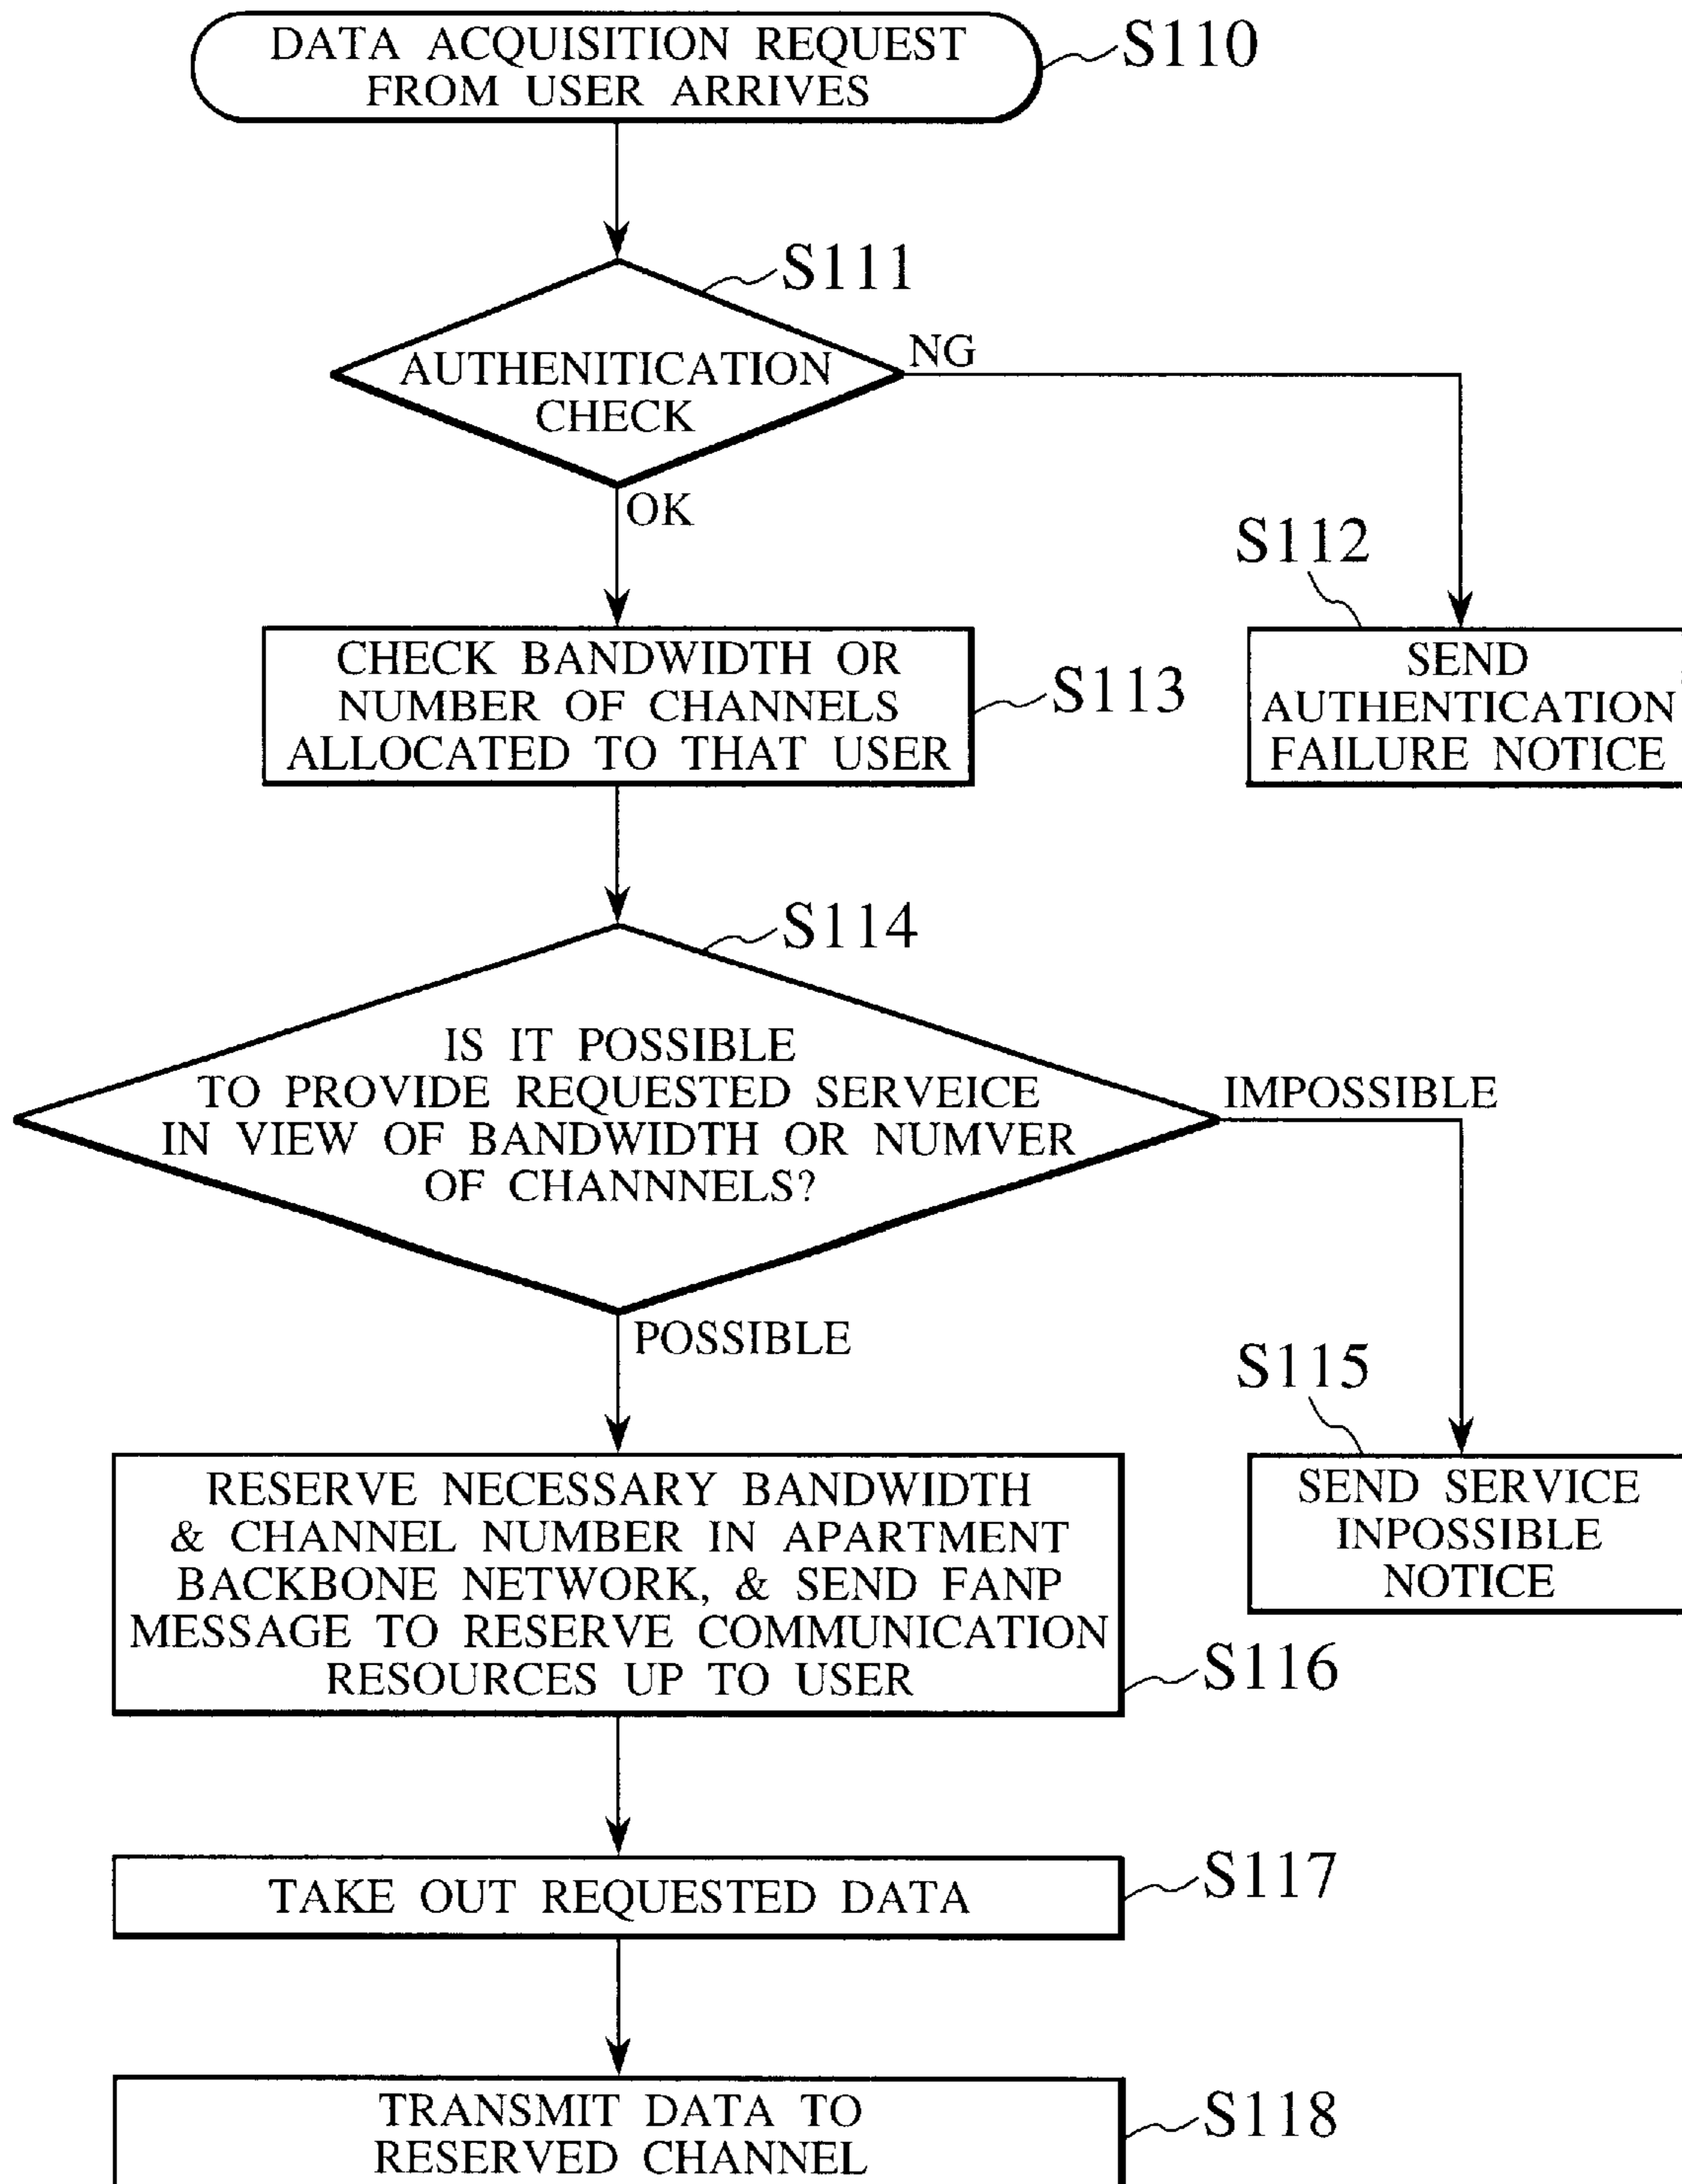 DATA ACQUISITION REQUEST
FROM USER ARRIVES
S110
S111
AUTHENITICATION
CHECK
NG
OK
S112
SEND
AUTHENTICATION
FAILURE NOTICE
CHECK BANDWIDTH OR
NUMBER OF CHANNELS
ALLOCATED TO THAT USER
S113
S114
IS IT POSSIBLE
TO PROVIDE REQUESTED SERVEICE
IN VIEW OF BANDWIDTH OR NUMVER
OF CHANNNELS?
IMPOSSIBLE
POSSIBLE
S115
SEND SERVICE
INPOSSIBLE
NOTICE
RESERVE NECESSARY BANDWIDTH
& CHANNEL NUMBER IN APARTMENT
BACKBONE NETWORK, & SEND FANP
MESSAGE TO RESERVE COMMUNICATION
RESOURCES UP TO USER
S116
TAKE OUT REQUESTED DATA
S117
TRANSMIT DATA TO
RESERVED CHANNEL
S118